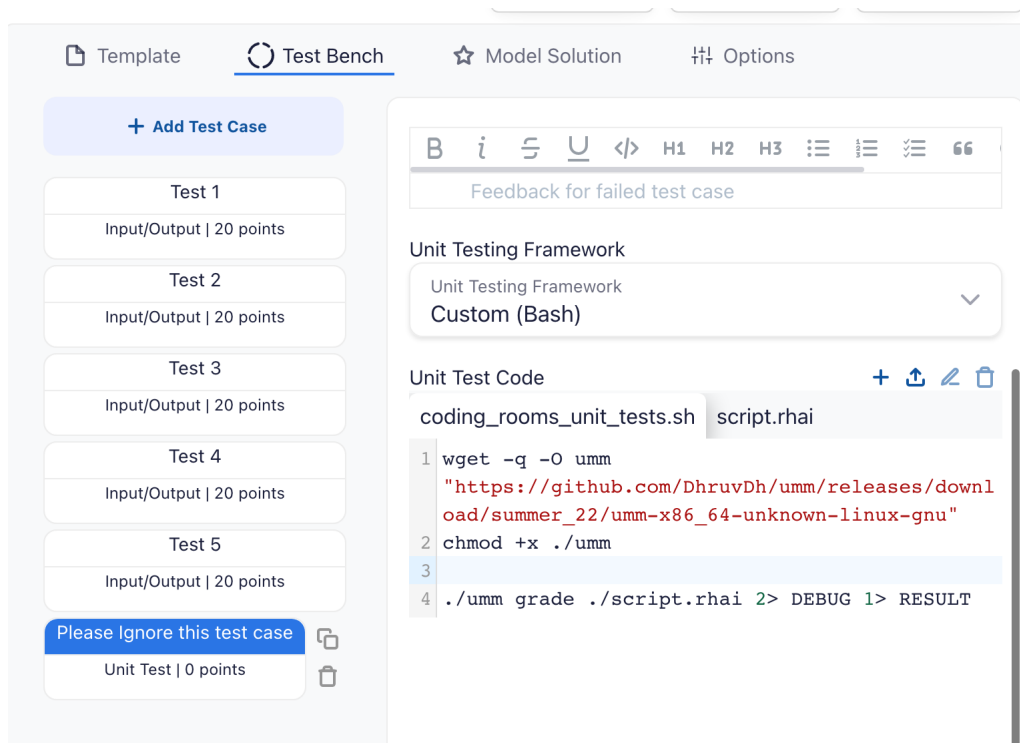 Template
Test Bench
Model Solution
Options
+ Add Test Case
Test 1
Input/Output | 20 points
Test 2
Input/Output | 20 points
Test 3
Input/Output | 20 points
Test 4
Input/Output | 20 points
Test 5
Input/Output | 20 points
Please Ignore this test case
Unit Test | 0 points
B i S U </> H1 H2 H3
Feedback for failed test case
Unit Testing Framework
Unit Testing Framework
Custom (Bash)
Unit Test Code
coding_rooms_unit_tests.sh
script.rhai
1 wget -q -O umm
"https://github.com/DhruvDh/umm/releases/downl
oad/summer_22/umm-x86_64-unknown-linux-gnu"
2 chmod +x ./umm
3
4 ./umm grade ./script.rhai 2> DEBUG 1> RESULT